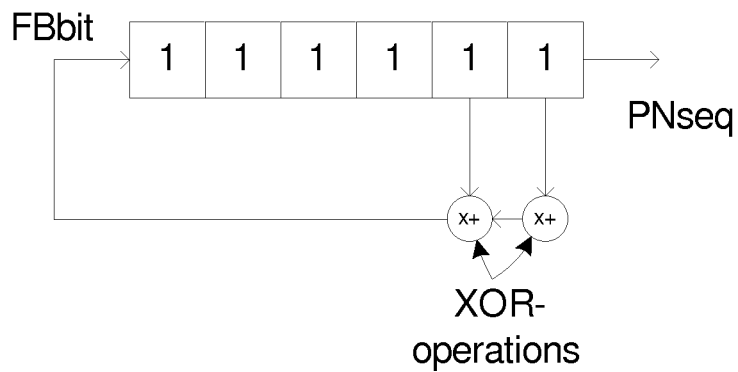 FBbit
1 1 1 1 1 1
PNseq
x+ x+
XOR-
operations